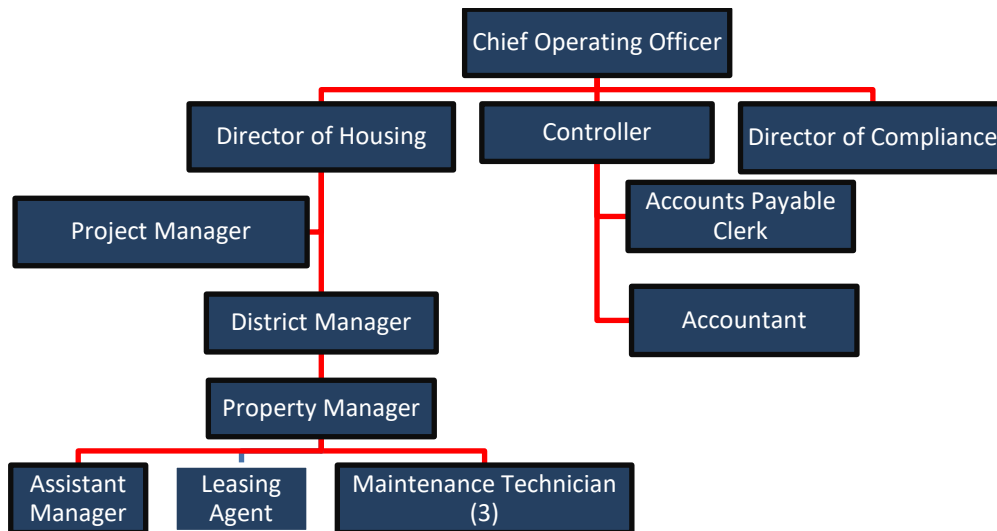 Chief Operating Officer
Director of Housing
Controller
Director of Compliance
Project Manager
Accounts Payable
Clerk
District Manager
Accountant
Property Manager
Assistant
Manager
Leasing
Agent
Maintenance Technician
(3)